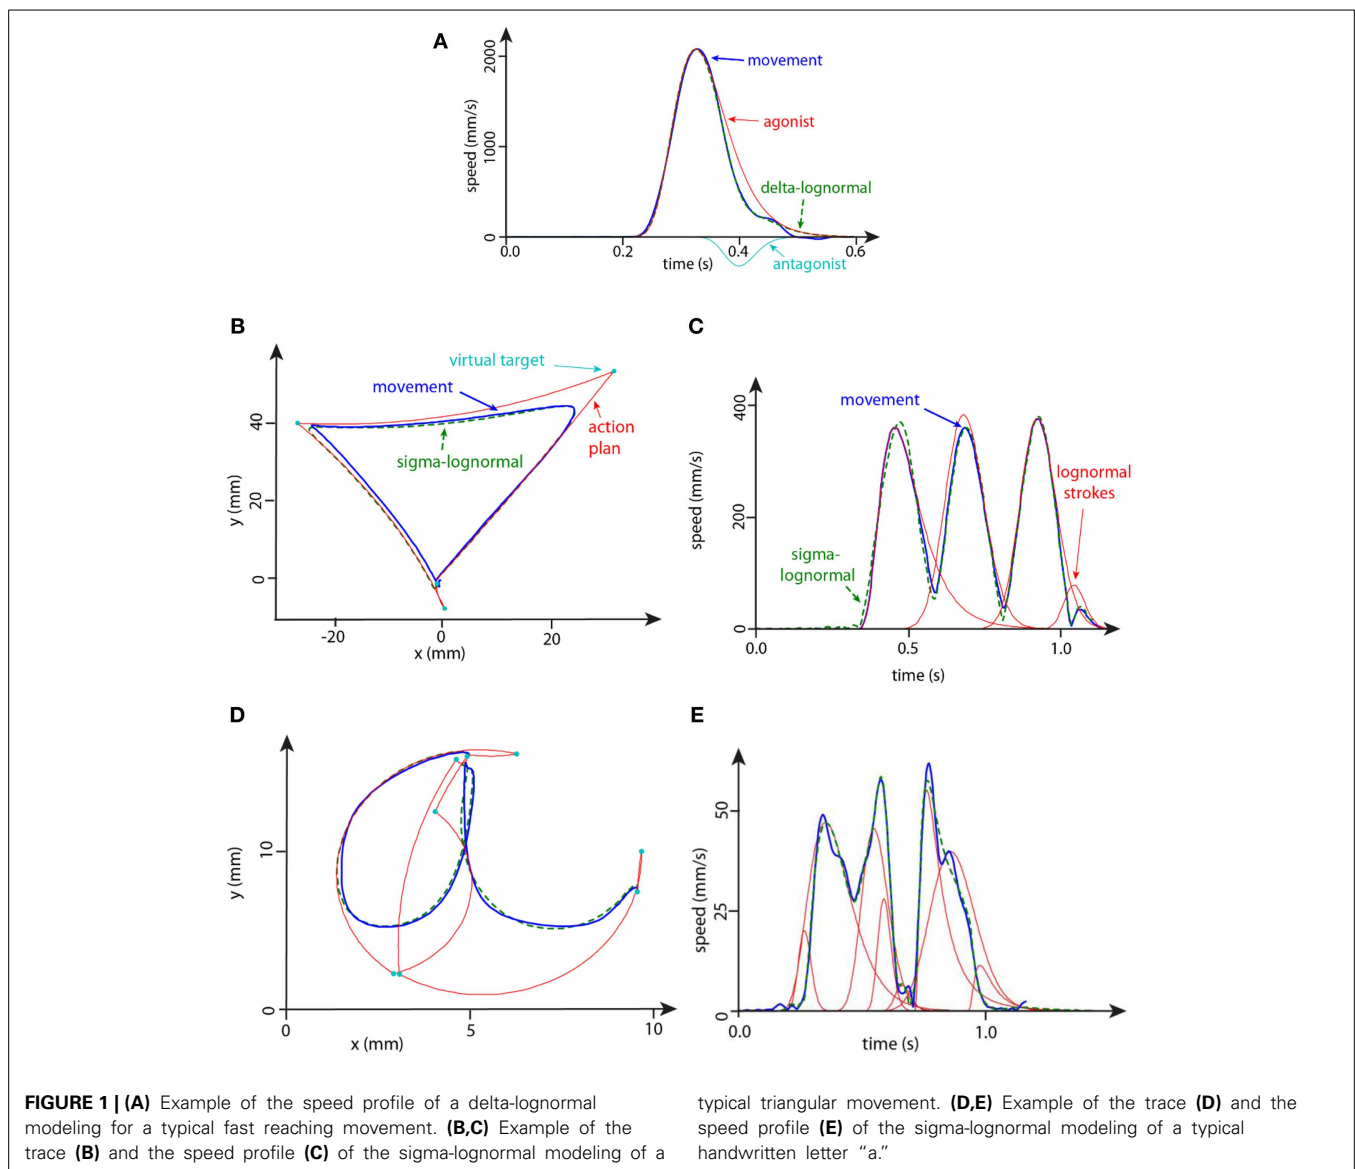 A
speed (mm/s)
2000
1000
0
movement
agonist
delta-lognormal
antagonist
0.0
0.2
0.4
0.6
time (s)
B
virtual target
movement
action
plan
sigma-lognormal
y (mm)
40
20
0
-20
0
20
x (mm)
C
movement
lognormal
strokes
sigma-
lognormal
speed (mm/s)
400
200
0
0.0
0.5
1.0
time (s)
D
y (mm)
10
0
0
5
10
x (mm)
E
speed (mm/s)
50
25
0
0.0
1.0
time (s)
FIGURE 1 | (A) Example of the speed profile of a delta-lognormal
modeling for a typical fast reaching movement. (B,C) Example of the
trace (B) and the speed profile (C) of the sigma-lognormal modeling of a
typical triangular movement. (D,E) Example of the trace (D) and the
speed profile (E) of the sigma-lognormal modeling of a typical
handwritten letter “a.”